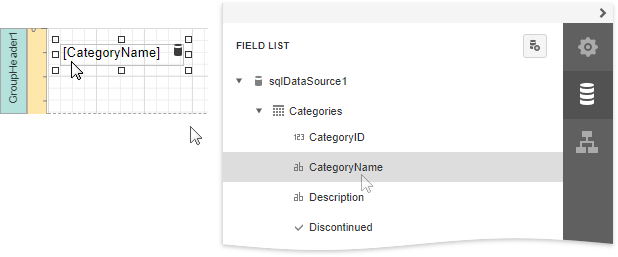 GroupHeader1
[CategoryName]
FIELD LIST
sqlDataSource1
Categories
123 CategoryID
ab CategoryName
ab Description
Discontinued